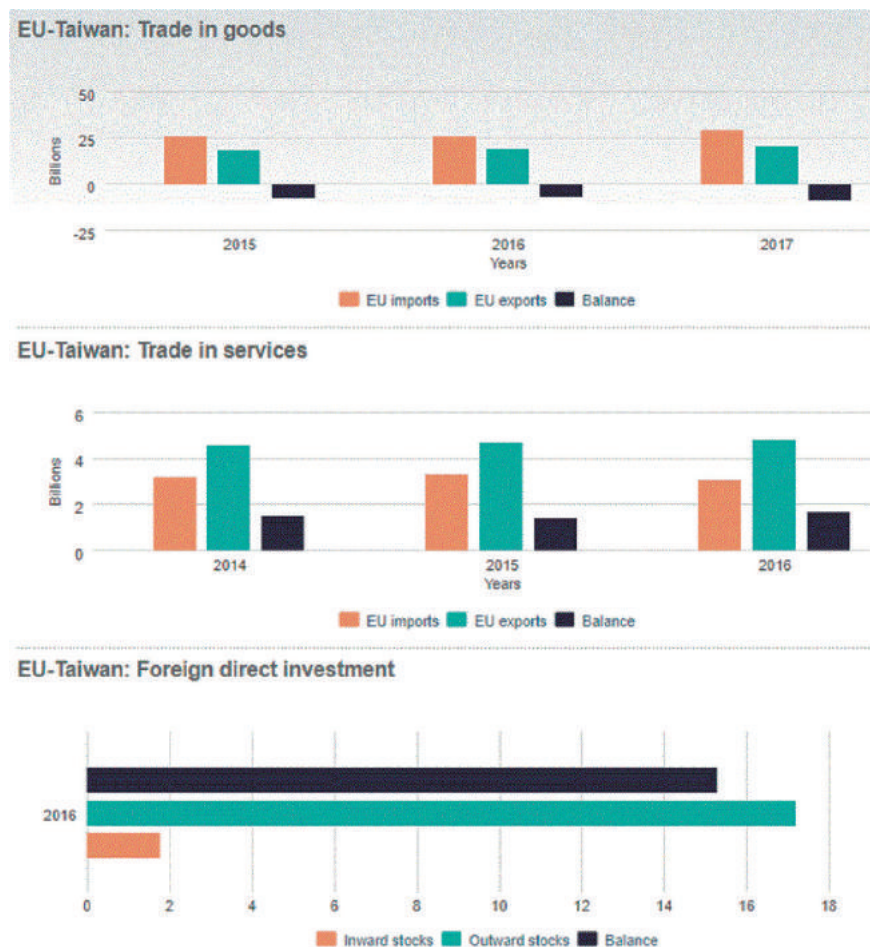 EU-Taiwan: Trade in goods
50
25
0
-25
Billions
2015 2016 2017
Years
EU imports EU exports Balance
EU-Taiwan: Trade in services
6
4
2
0
Billions
2014 2015 2016
Years
EU imports EU exports Balance
EU-Taiwan: Foreign direct investment
2016
0 2 4 6 8 10 12 14 16 18
Inward stocks Outward stocks Balance